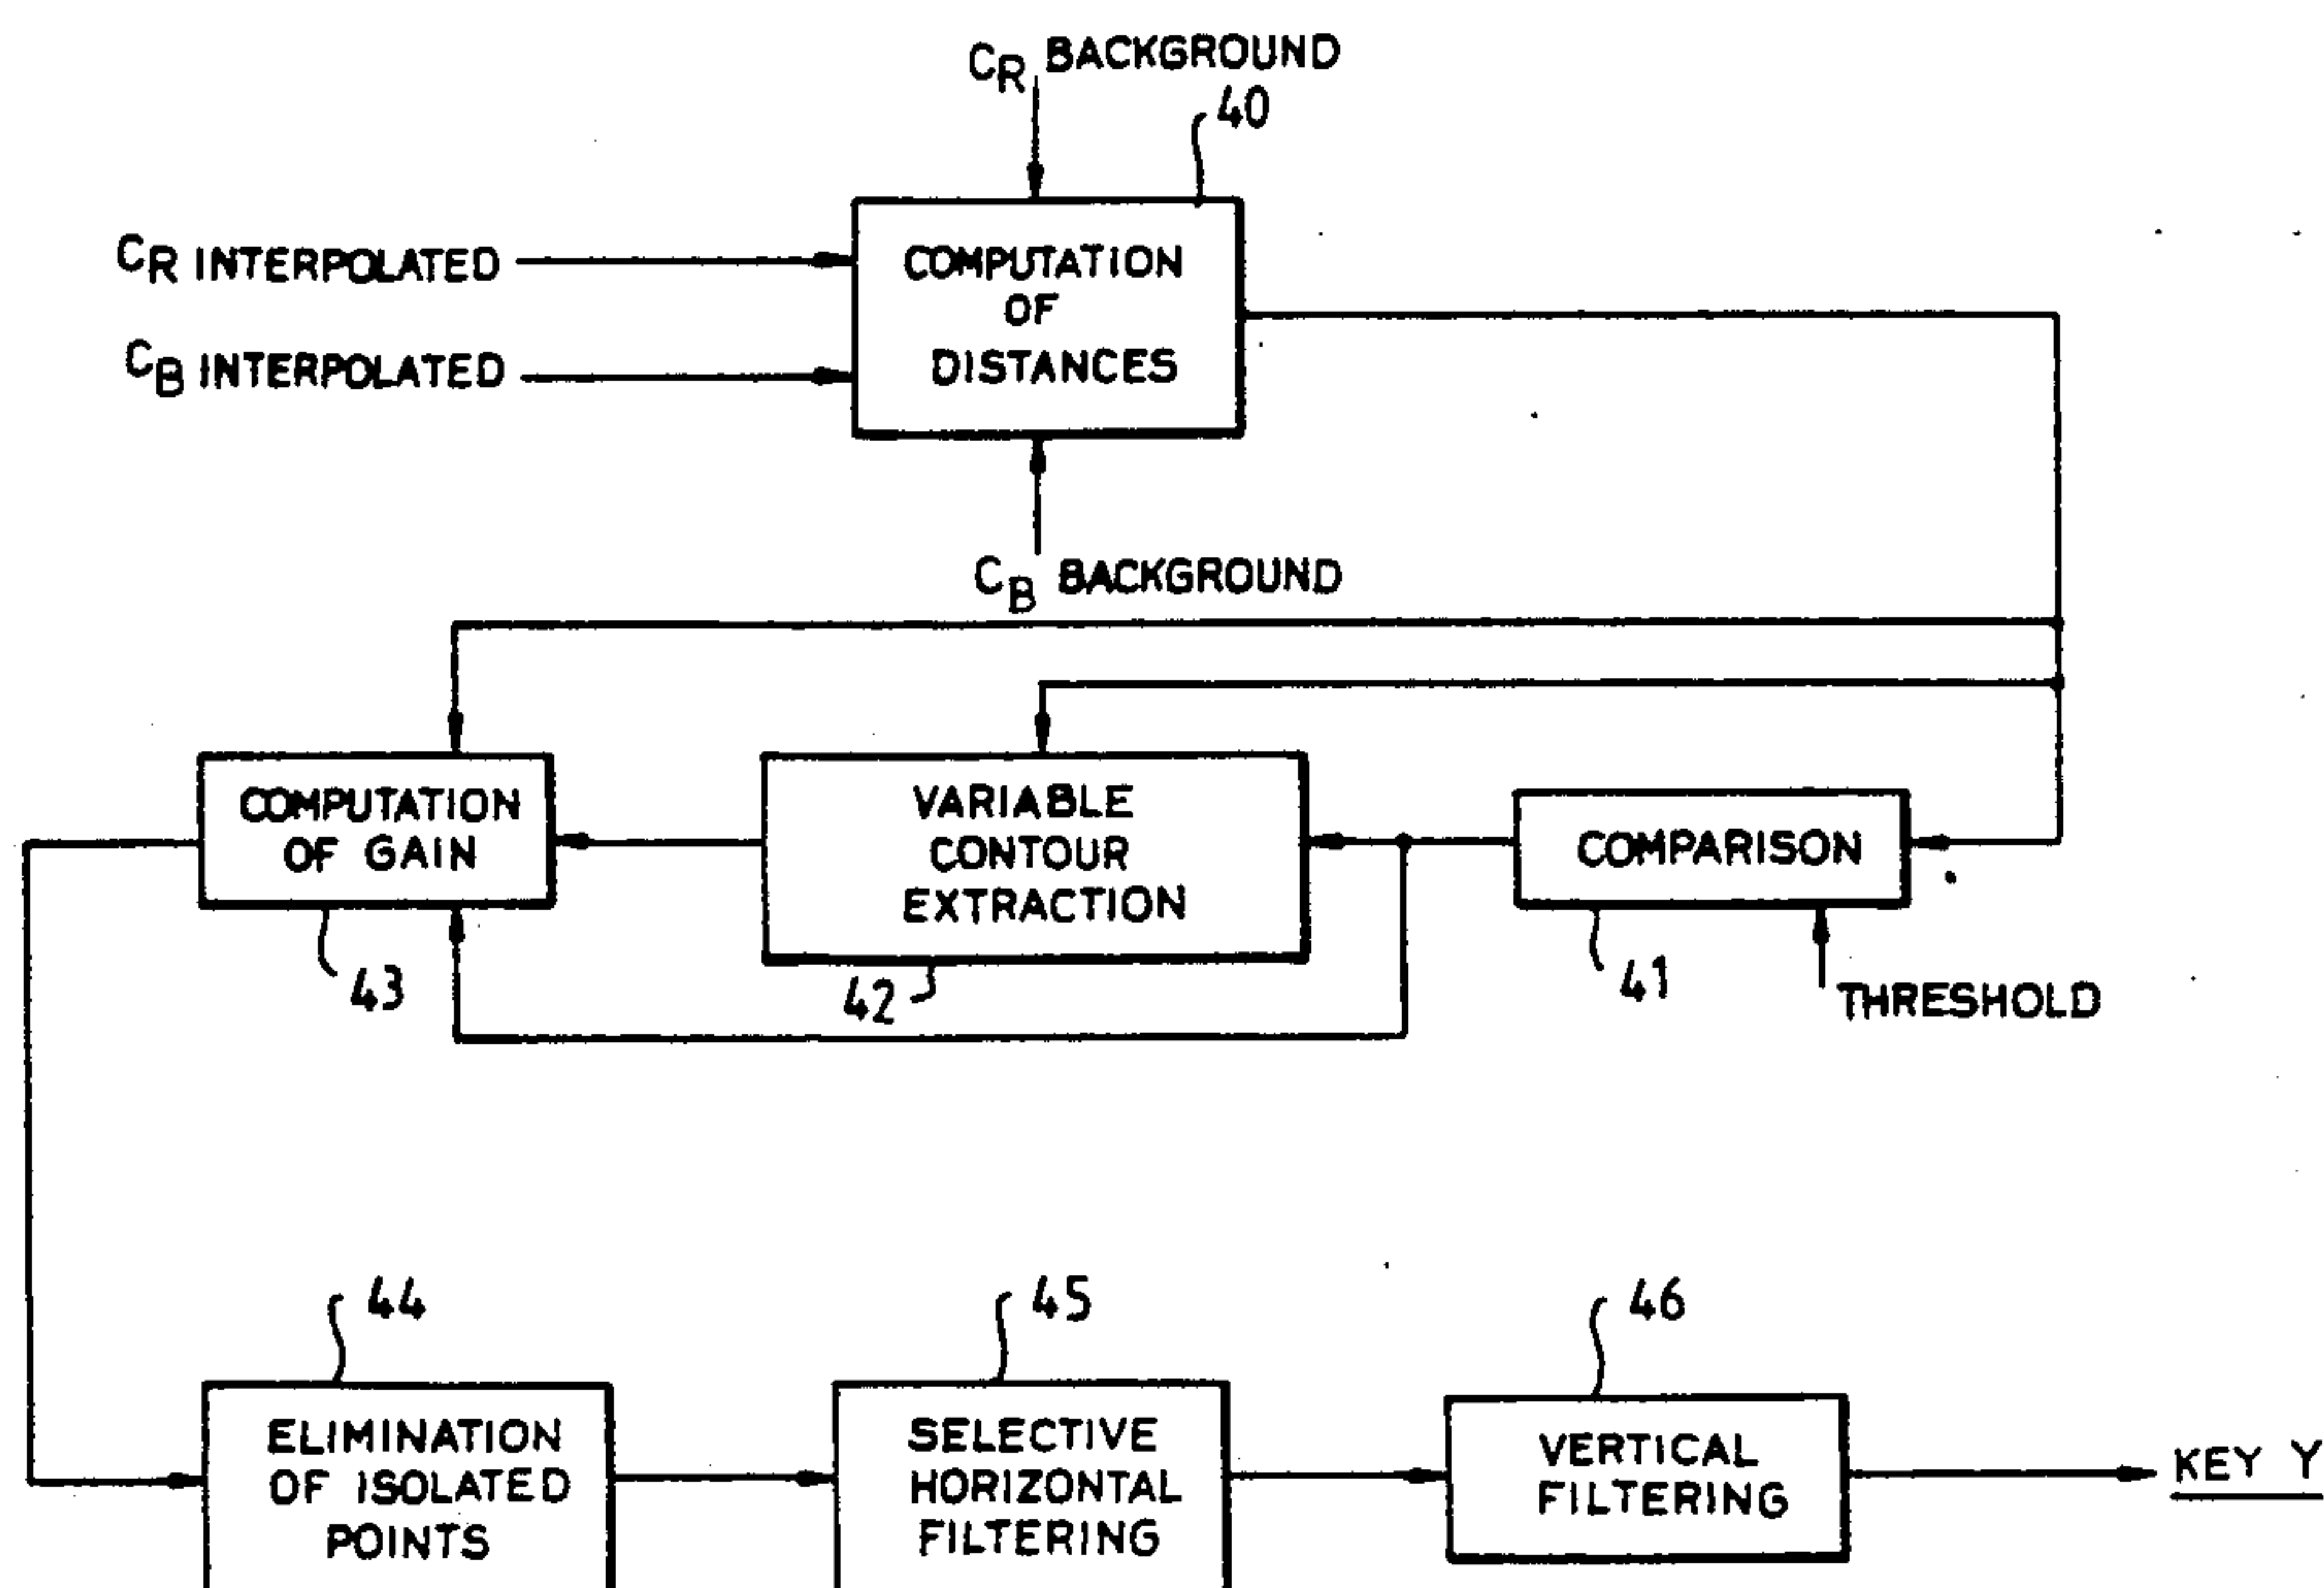 CR BACKGROUND
40
CR INTERPOLATED
CB INTERPOLATED
COMPUTATION
OF
DISTANCES
CB BACKGROUND
COMPUTATION
OF GAIN
43
VARIABLE
CONTOUR
EXTRACTION
42
COMPARISON
41
THRESHOLD
44
ELIMINATION
OF ISOLATED
POINTS
45
SELECTIVE
HORIZONTAL
FILTERING
46
VERTICAL
FILTERING
KEY Y